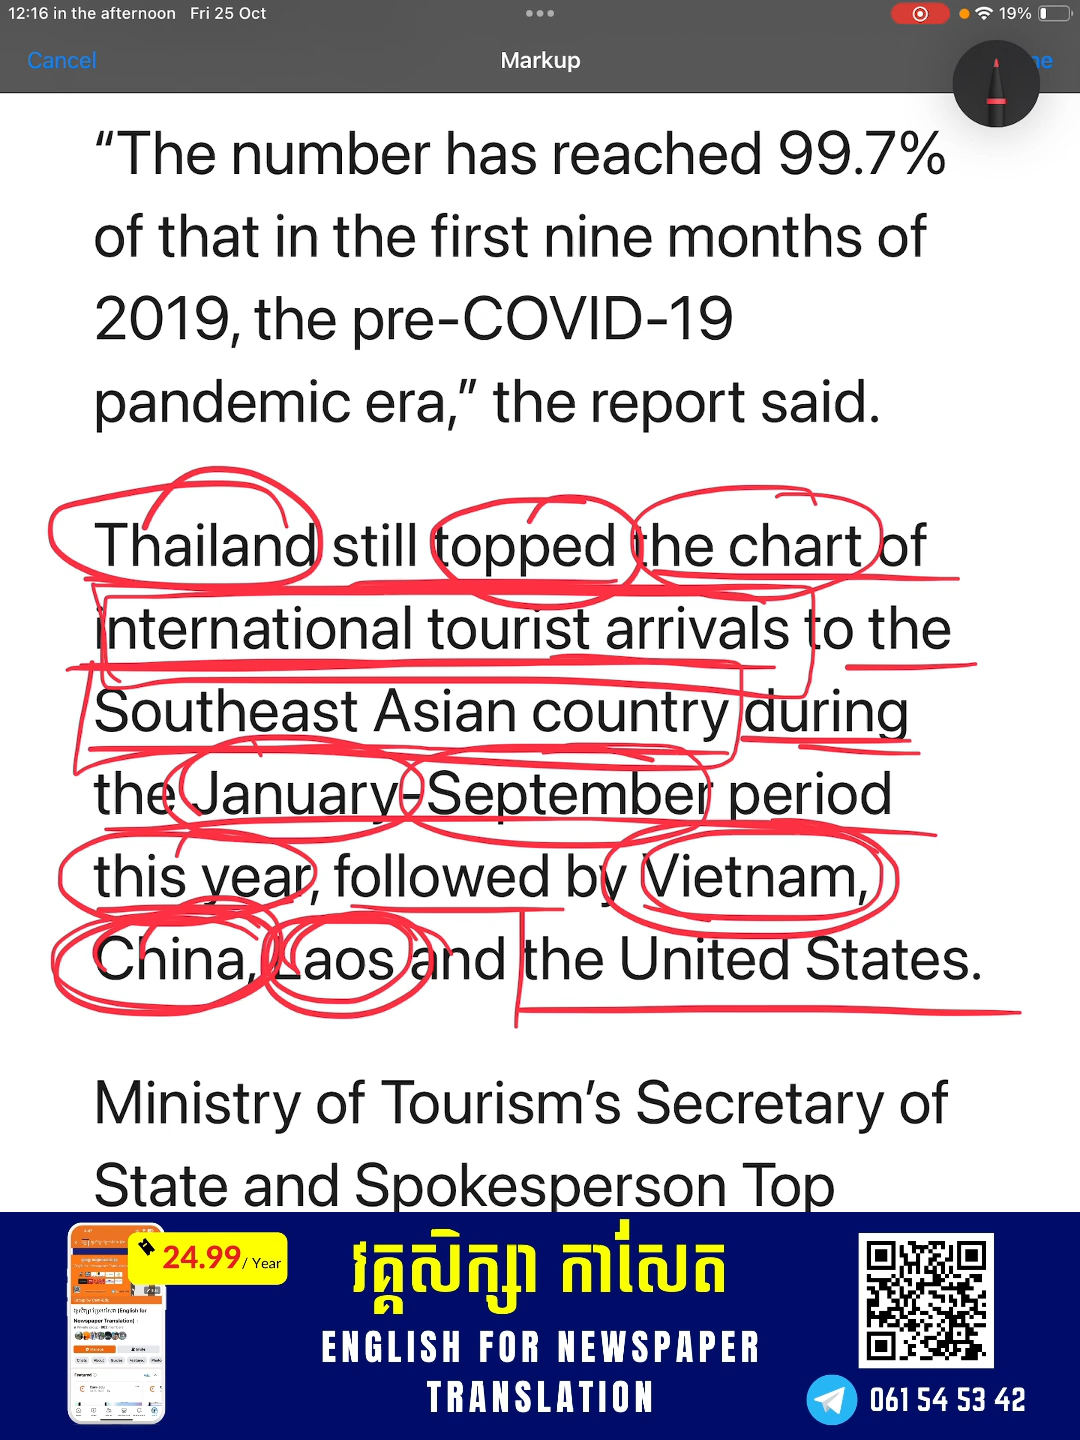 12:16 in the afternoon Fri 25 Oct
19%
Cancel
Markup
“The number has reached 99.7%
of that in the first nine months of
2019, the pre-COVID-19
pandemic era,” the report said.
Thailand still topped the chart of
international tourist arrivals to the
Southeast Asian country during
the January-September period
this year, followed by Vietnam,
China, Laos and the United States.
Ministry of Tourism’s Secretary of
State and Spokesperson Top
24.99/ Year
វគ្គសិក្សា កាសែត
ENGLISH FOR NEWSPAPER
TRANSLATION
061 54 53 42